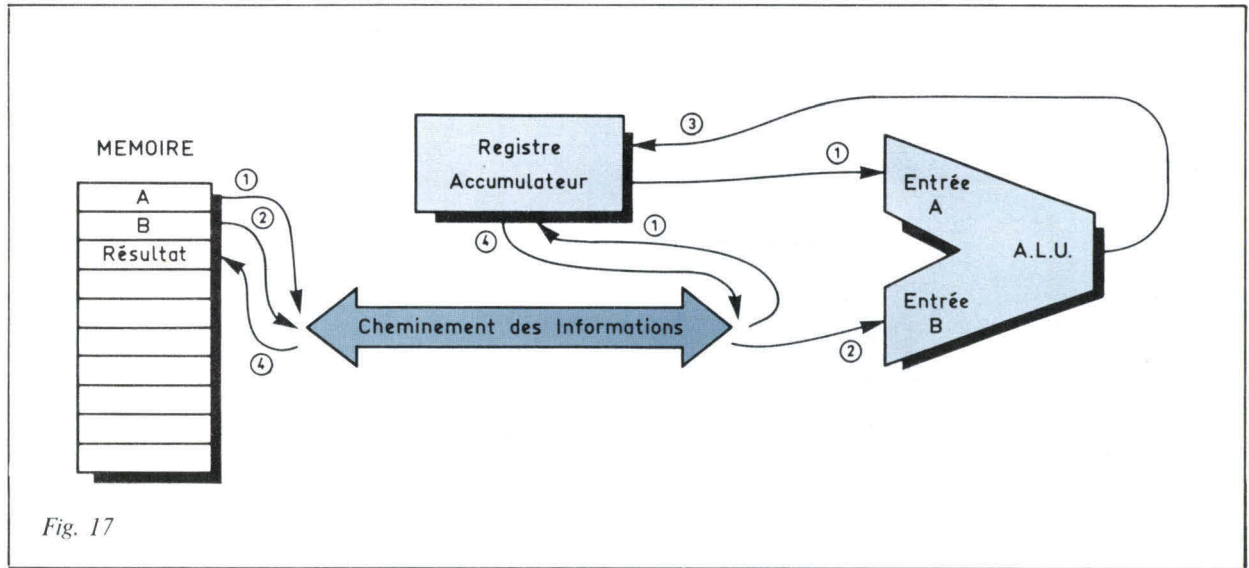 MEMOIRE
A
B
Résultat
①
②
④
Cheminement des Informations
Registre
Accumulateur
④
①
③
①
②
Entrée
A
A.L.U.
Entrée
B
Fig. 17